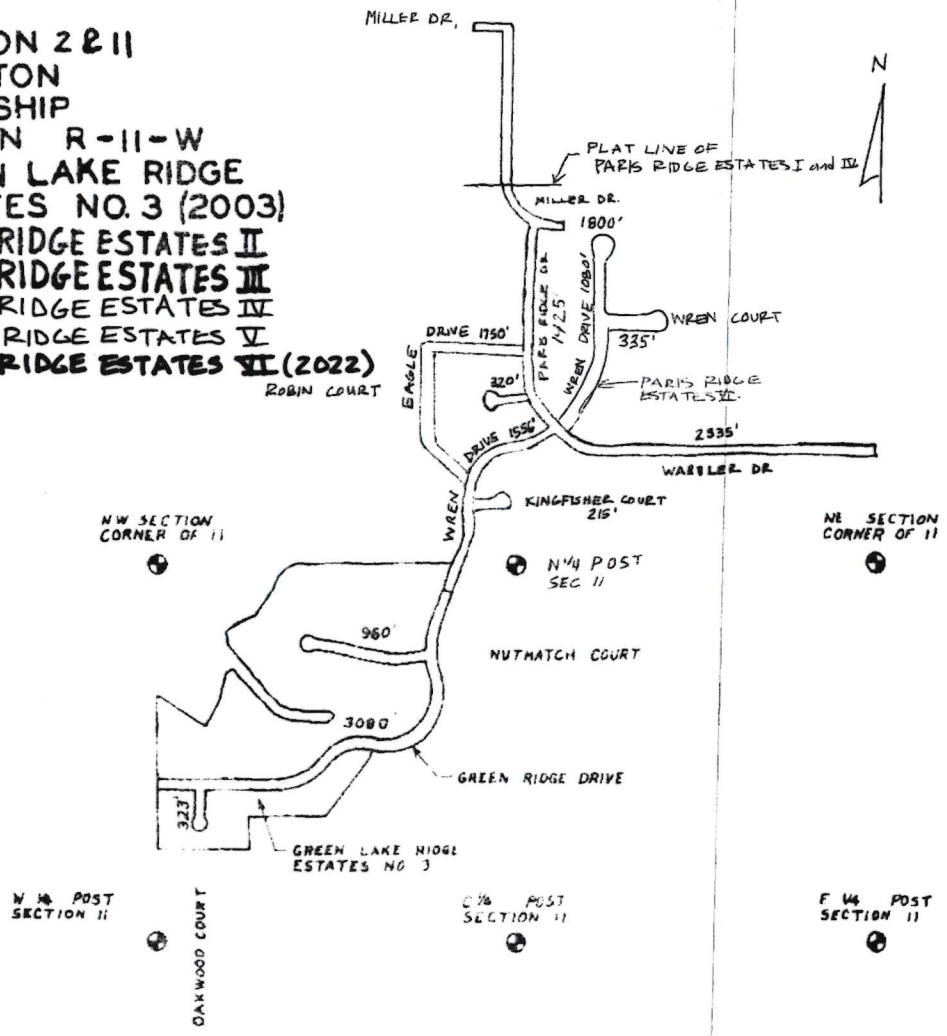 ON 2 & 11
TON
SHIP
N R-11-W
N LAKE RIDGE
TES NO. 3 (2003)
RIDGE ESTATES II
RIDGE ESTATES III
RIDGE ESTATES IV
RIDGE ESTATES V
RIDGE ESTATES VI (2022)
MILLER DR,
N
PLAT LINE OF
PARIS RIDGE ESTATES I and IV
MILLER DR.
1800'
PARIS RIDGE DR
1425'
WREN DRIVE 1080'
WREN COURT
335'
EAGLE
DRIVE 1750'
ROBIN COURT
320'
PARIS RIDGE
ESTATES VI.
WREN
DRIVE 1556'
2535'
WARBLER DR
KINGFISHER COURT
215'
NW SECTION
CORNER OF 11
N 1/4 POST
SEC 11
NE SECTION
CORNER OF 11
960'
NUTHATCH COURT
3080'
GREEN RIDGE DRIVE
323'
GREEN LAKE RIDGE
ESTATES NO 3
W 1/4 POST
SECTION 11
OAKWOOD COURT
C 1/4 POST
SECTION 11
E 1/4 POST
SECTION 11